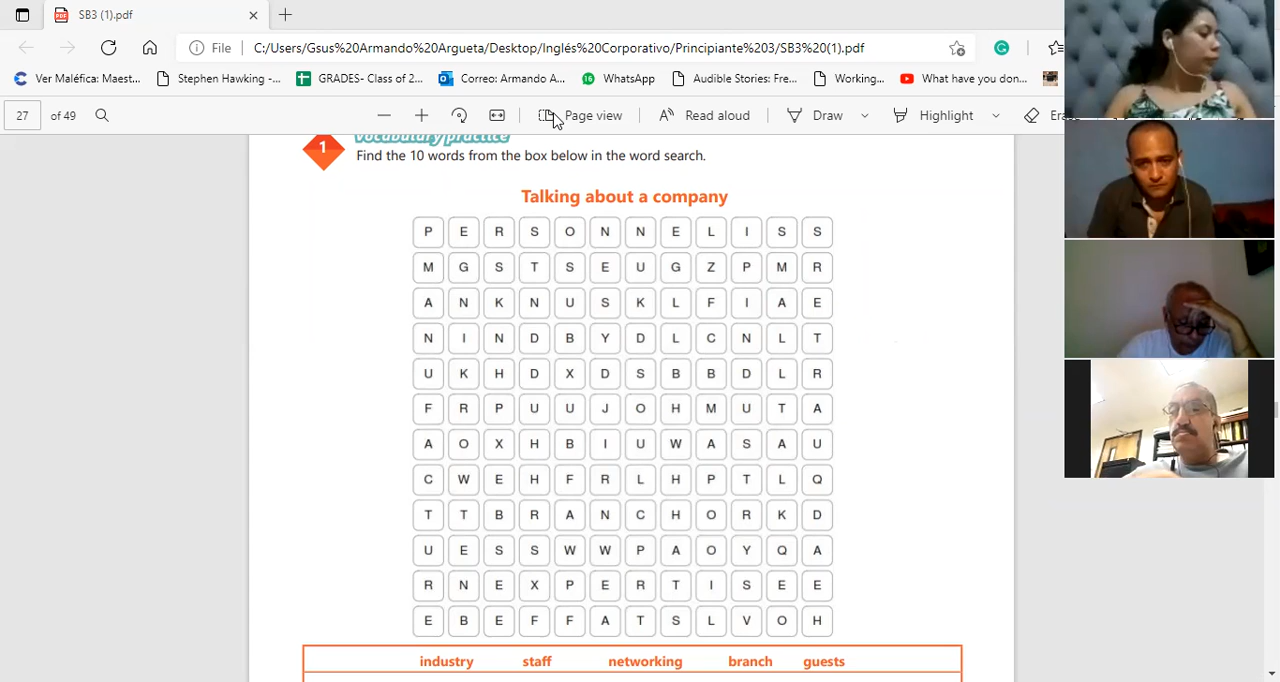 SB3 (1).pdf
File
C:/Users/Gsus%20Armando%20Argueta/Desktop/Inglés%20Corporativo/Principiante%203/SB3%20(1).pdf
Ver Maléfica: Maest...
Stephen Hawking -...
GRADES- Class of 2...
Correo: Armando A...
WhatsApp
Audible Stories: Fre...
Working...
What have you don...
27 of 49
Page view
Read aloud
Draw
Highlight
Era
1
Vocabulary practice
Find the 10 words from the box below in the word search.
Talking about a company
P E R S O N N E L I S S
M G S T S E U G Z P M R
A N K N U S K L F I A E
N I N D B Y D L C N L T
U K H D X D S B B D L R
F R P U U J O H M U T A
A O X H B I U W A S A U
C W E H F R L H P T L Q
T T B R A N C H O R K D
U E S S W W P A O Y Q A
R N E X P E R T I S E E
E B E F F A T S L V O H
industry staff networking branch guests